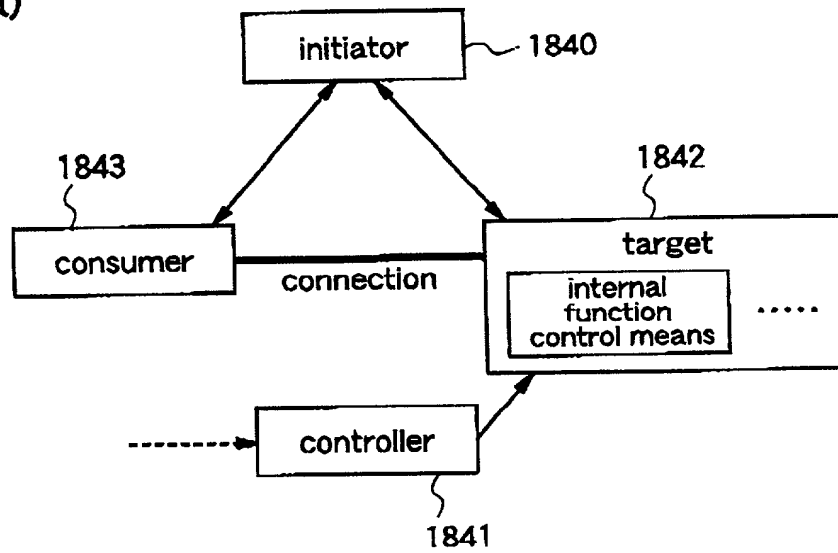 initiator
1840
1843
1842
consumer
connection
target
internal
function
control means
controller
1841